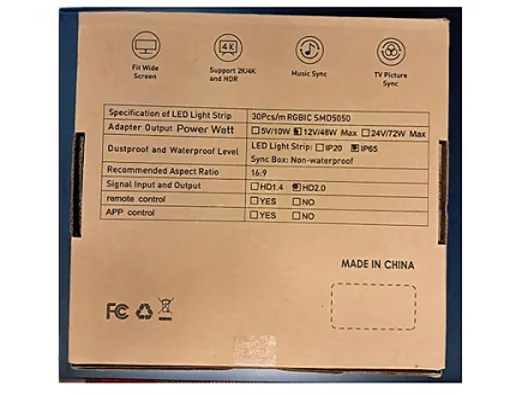 4K
Fit Wide
Screen
Support 2K/4K
and HDR
Music Sync
TV Picture
Sync
Specification of LED Light Strip 30Pcs/m RGBIC SMD5050
Adapter Output Power Watt 5V/10W 12V/48W Max 24V/72W Max
Dustproof and Waterproof Level LED Light Strip: IP20 IP65
Sync Box: Non-waterproof
Recommended Aspect Ratio 16:9
Signal Input and Output HD1.4 HD2.0
remote control YES NO
APP control YES NO
MADE IN CHINA
FC